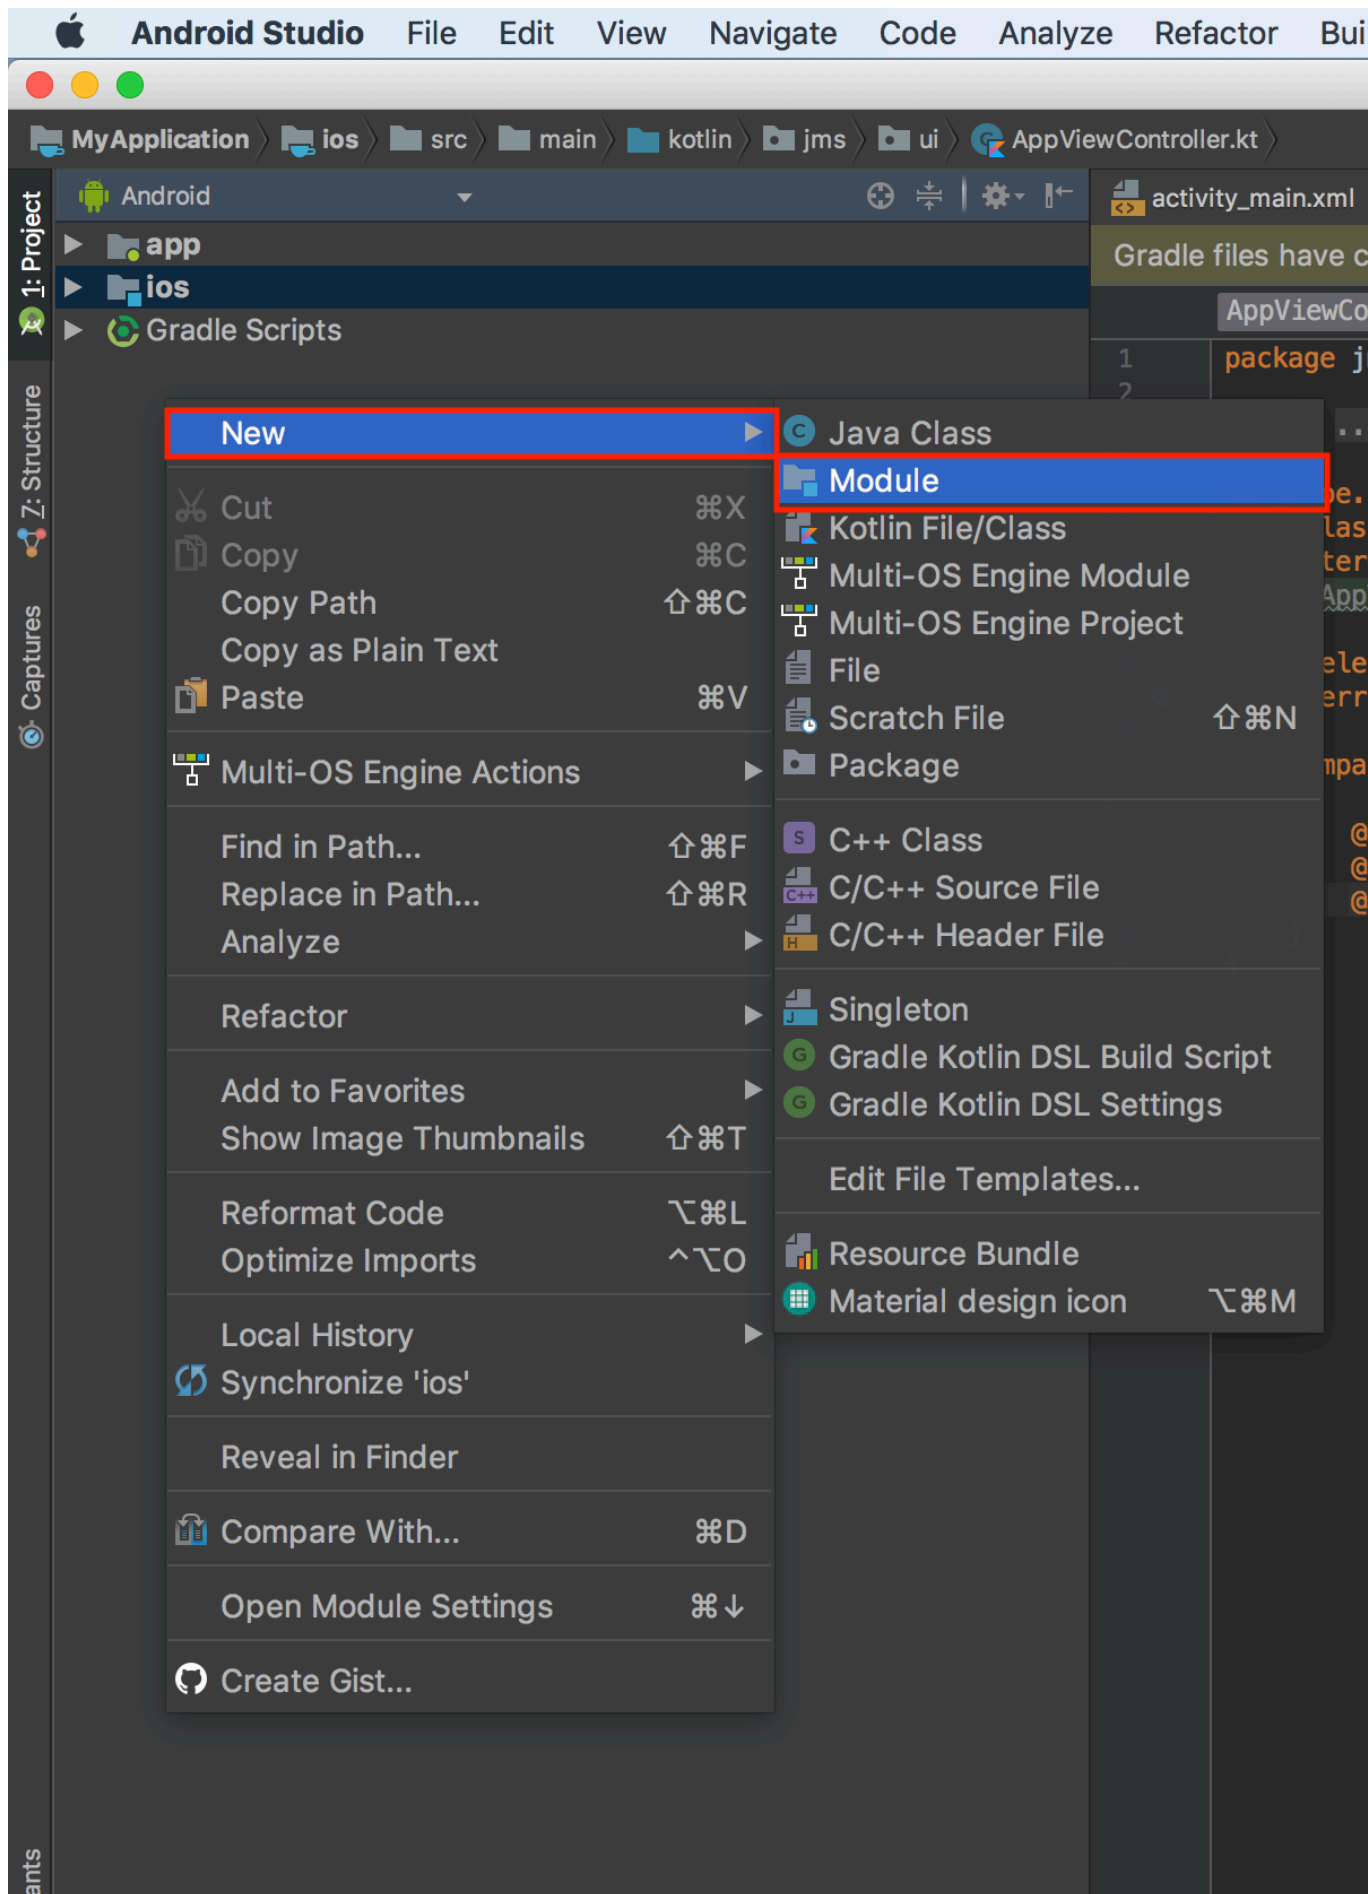 Android Studio File Edit View Navigate Code Analyze Refactor
MyApplication ios src main kotlin jms ui AppViewController.kt
Android
activity_main.xml
1: Project
app
ios
Gradle Scripts
Gradle files have
1 package
2
7: Structure
Captures
New
Cut ⌘X
Copy ⌘C
Copy Path ⇧⌘C
Copy as Plain Text
Paste ⌘V
Multi-OS Engine Actions
Find in Path... ⇧⌘F
Replace in Path... ⇧⌘R
Analyze
Refactor
Add to Favorites
Show Image Thumbnails ⇧⌘T
Reformat Code ⌥⌘L
Optimize Imports ^⌥O
Local History
Synchronize 'ios'
Reveal in Finder
Compare With... ⌘D
Open Module Settings ⌘↓
Create Gist...
Java Class
Module
Kotlin File/Class
Multi-OS Engine Module
Multi-OS Engine Project
File
Scratch File ⇧⌘N
Package
C++ Class
C/C++ Source File
C/C++ Header File
Singleton
Gradle Kotlin DSL Build Script
Gradle Kotlin DSL Settings
Edit File Templates...
Resource Bundle
Material design icon ⌥⌘M